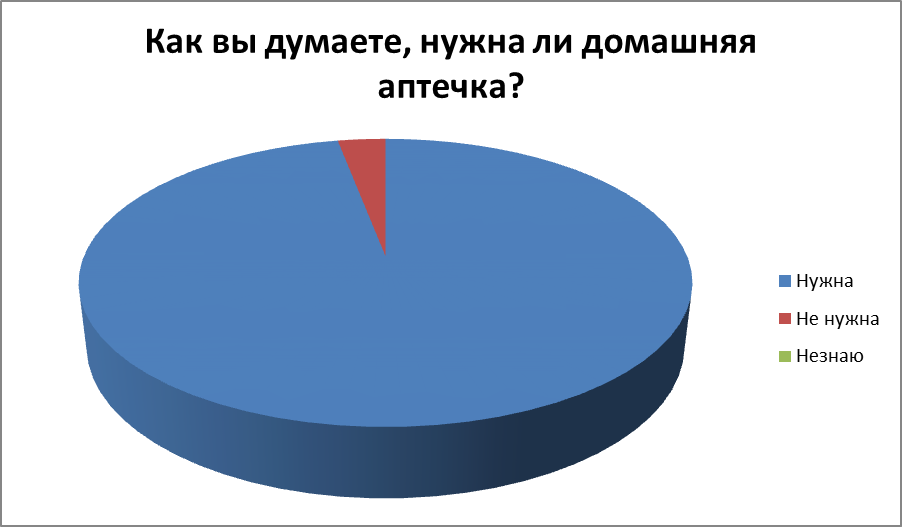 Как вы думаете, нужна ли домашняя
аптечка?
Нужна
Не нужна
Незнаю